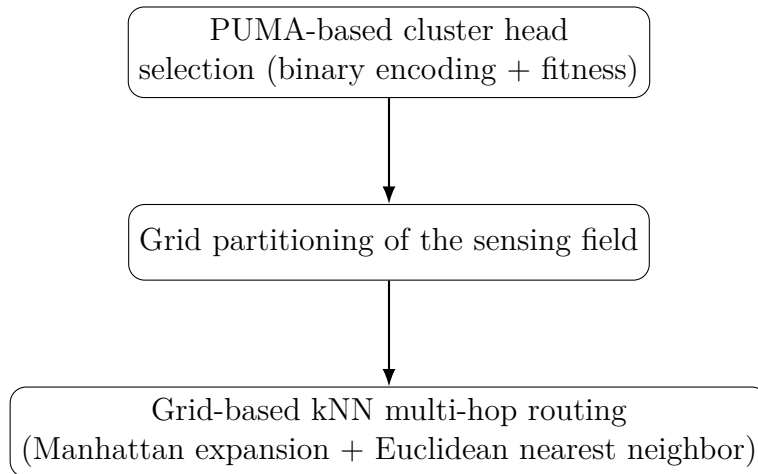 PUMA-based cluster head
selection (binary encoding + fitness)
Grid partitioning of the sensing field
Grid-based kNN multi-hop routing
(Manhattan expansion + Euclidean nearest neighbor)